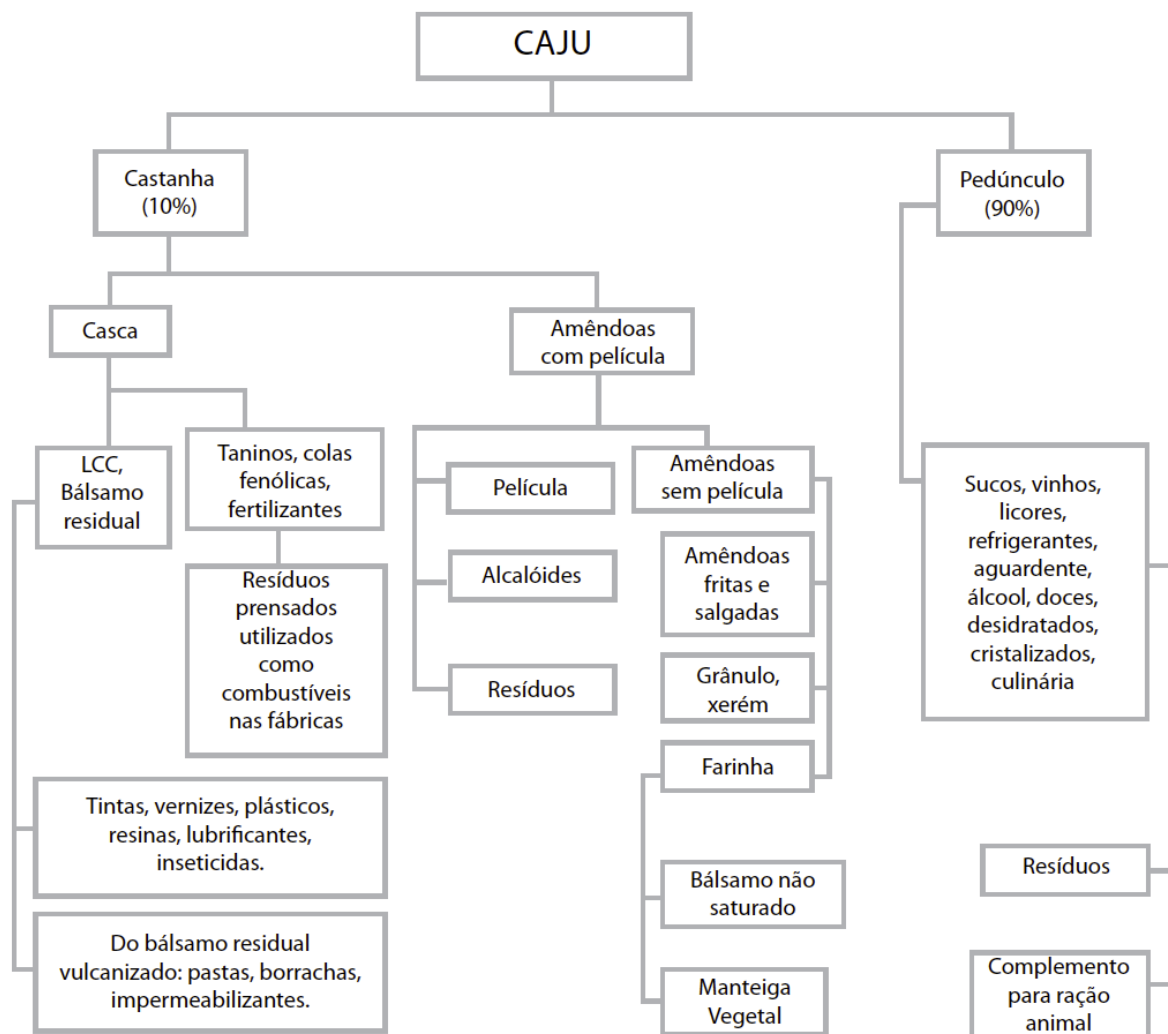 CAJU
Castanha
(10%)
Pedúnculo
(90%)
Casca
Amêndoas
com película
LCC,
Bálsamo
residual
Taninos, colas
fenólicas,
fertilizantes
Resíduos
prensados
utilizados
como
combustíveis
nas fábricas
Tintas, vernizes, plásticos,
resinas, lubrificantes,
inseticidas.
Do bálsamo residual
vulcanizado: pastas, borrachas,
impermeabilizantes.
Película
Alcalóides
Resíduos
Amêndoas
sem película
Amêndoas
fritas e
salgadas
Grânulo,
xerém
Farinha
Bálsamo não
saturado
Manteiga
Vegetal
Sucos, vinhos,
licores,
refrigerantes,
aguardente,
álcool, doces,
desidratados,
cristalizados,
culinária
Resíduos
Complemento
para ração
animal